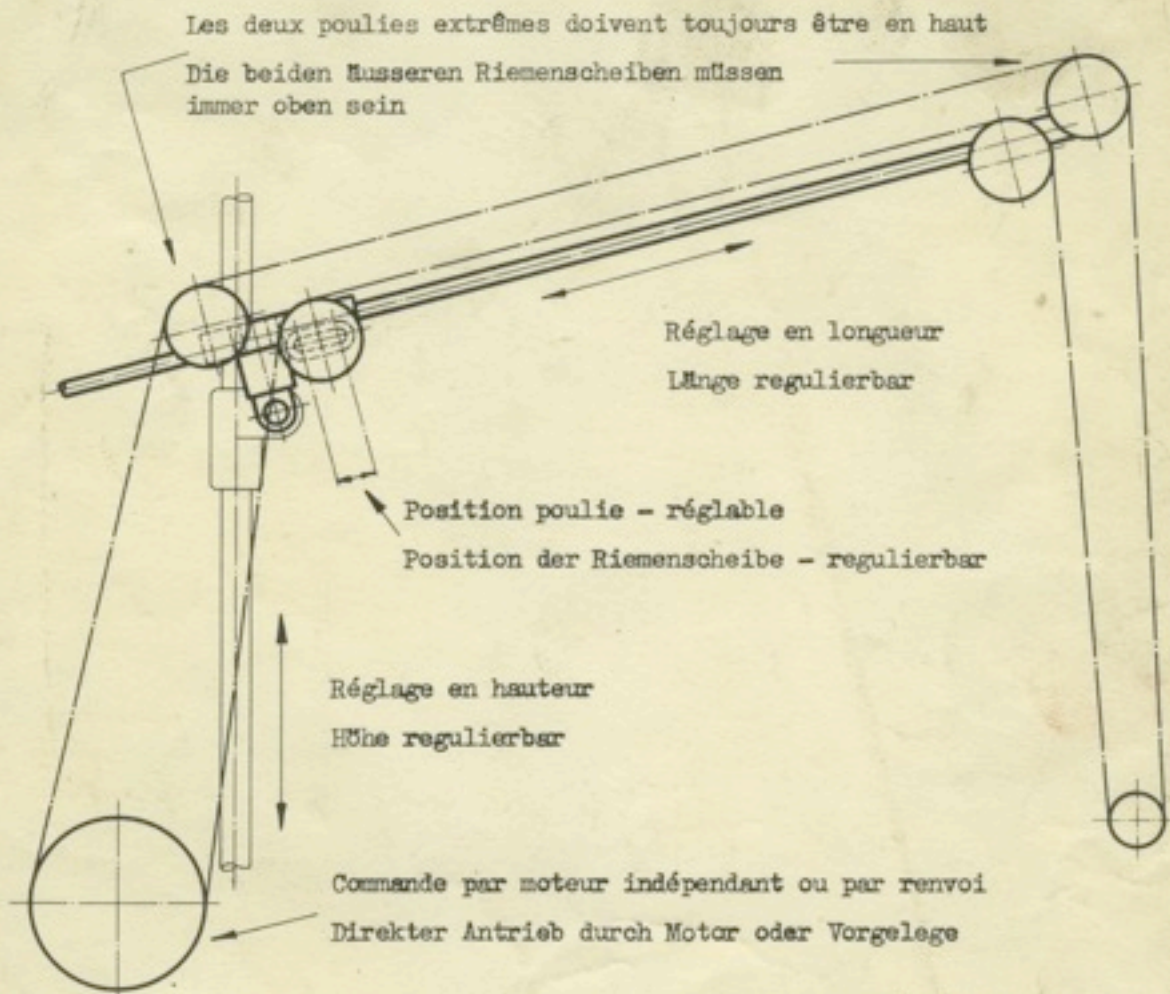 Les deux poulies extrêmes doivent toujours être en haut
Die beiden äusseren Riemenscheiben müssen
immer oben sein
Réglage en longueur
Länge regulierbar
Position poulie - réglable
Position der Riemenscheibe - regulierbar
Réglage en hauteur
Höhe regulierbar
Commande par moteur indépendant ou par renvoi
Direkter Antrieb durch Motor oder Vorgelege